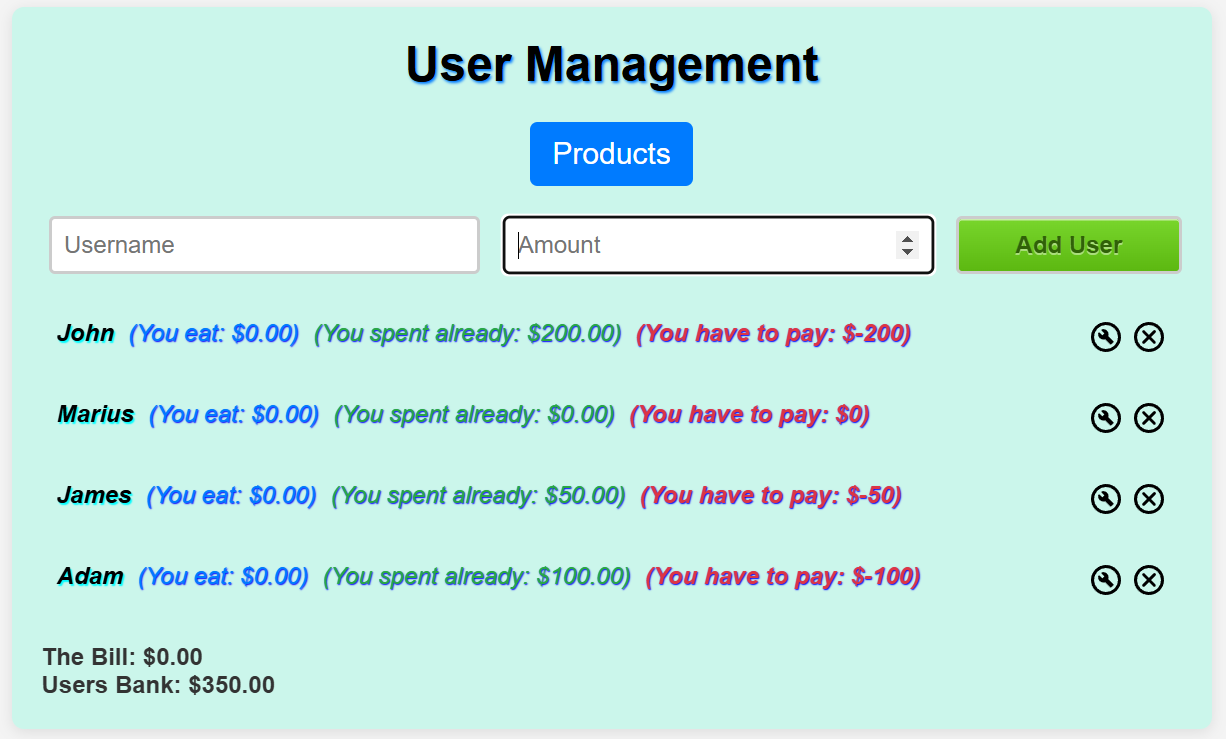 User Management
Products
Username
Amount
Add User
John (You eat: $0.00) (You spent already: $200.00) (You have to pay: $-200)
Marius (You eat: $0.00) (You spent already: $0.00) (You have to pay: $0)
James (You eat: $0.00) (You spent already: $50.00) (You have to pay: $-50)
Adam (You eat: $0.00) (You spent already: $100.00) (You have to pay: $-100)
The Bill: $0.00
Users Bank: $350.00